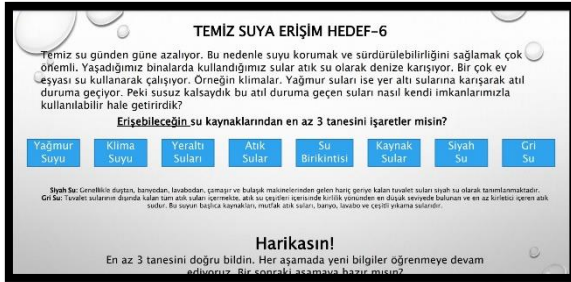 TEMİZ SUYA ERİŞİM HEDEF-6
Temiz su günden güne azalıyor. Bu nedenle suyu korumak ve sürdürülebilirliğini sağlamak çok
önemli. Yaşadığımız binalarda kullandığımız sular atık su olarak denize karışıyor. Bir çok ev
eşyası su kullanarak çalışıyor. Örneğin klimalar. Yağmur suları ise yer altı sularına karışarak atıl
duruma geçiyor. Peki susuz kalsaydık bu atıl duruma geçen suları nasıl kendi imkanlarımızla
kullanılabilir hale getirirdik?
Erişebileceğin su kaynaklarından en az 3 tanesini işaretler misin?
Yağmur Suyu
Klima Suyu
Yeraltı Suları
Atık Sular
Su Birikintisi
Kaynak Sular
Siyah Su
Gri Su
Siyah Su: Genellikle duştan, banyodan, lavabodan, çamaşır ve bulaşık makinelerinden gelen hariç geriye kalan tuvalet suları siyah su olarak tanımlanmaktadır.
Gri Su: Tuvalet sularının dışında kalan tüm atık suları içermekte, atık su çeşitleri içerisinde kirlilik yönünden en düşük seviyede bulunan ve en az kirletici içeren atık
sudur. Bu suyun başlıca kaynakları, mutfak atık suları, banyo, lavabo ve çeşitli yıkama sularıdır.
Harikasın!
En az 3 tanesini doğru bildin. Her aşamada yeni bilgiler öğrenmeye devam
ediyoruz. Bir sonraki aşamaya hazır mısın?